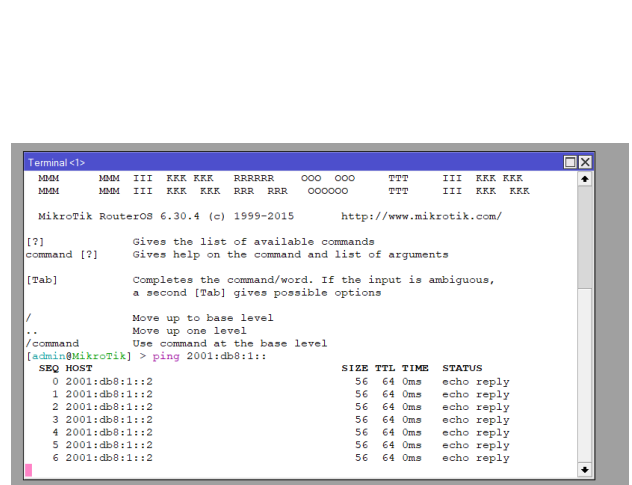 Terminal <1>
MMM MMM III KKK KKK RRRRRR OOO OOO TTT III KKK KKK
MMM MMM III KKK KKK RRR RRR OOOOOO TTT III KKK KKK
MikroTik RouterOS 6.30.4 (c) 1999-2015 http://www.mikrotik.com/
[?] Gives the list of available commands
command [?] Gives help on the command and list of arguments
[Tab] Completes the command/word. If the input is ambiguous,
a second [Tab] gives possible options
/ Move up to base level
.. Move up one level
/command Use command at the base level
[admin@MikroTik] > ping 2001:db8:1::
SEQ HOST SIZE TTL TIME STATUS
0 2001:db8:1::2 56 64 0ms echo reply
1 2001:db8:1::2 56 64 0ms echo reply
2 2001:db8:1::2 56 64 0ms echo reply
3 2001:db8:1::2 56 64 0ms echo reply
4 2001:db8:1::2 56 64 0ms echo reply
5 2001:db8:1::2 56 64 0ms echo reply
6 2001:db8:1::2 56 64 0ms echo reply